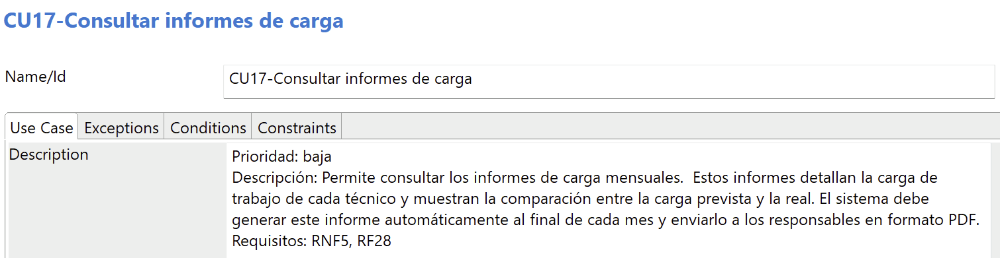 CU17-Consultar informes de carga
Name/Id
CU17-Consultar informes de carga
Use Case
Exceptions
Conditions
Constraints
Description
Prioridad: baja
Descripción: Permite consultar los informes de carga mensuales.  Estos informes detallan la carga de
trabajo de cada técnico y muestran la comparación entre la carga prevista y la real. El sistema debe
generar este informe automáticamente al final de cada mes y enviarlo a los responsables en formato PDF.
Requisitos: RNF5, RF28